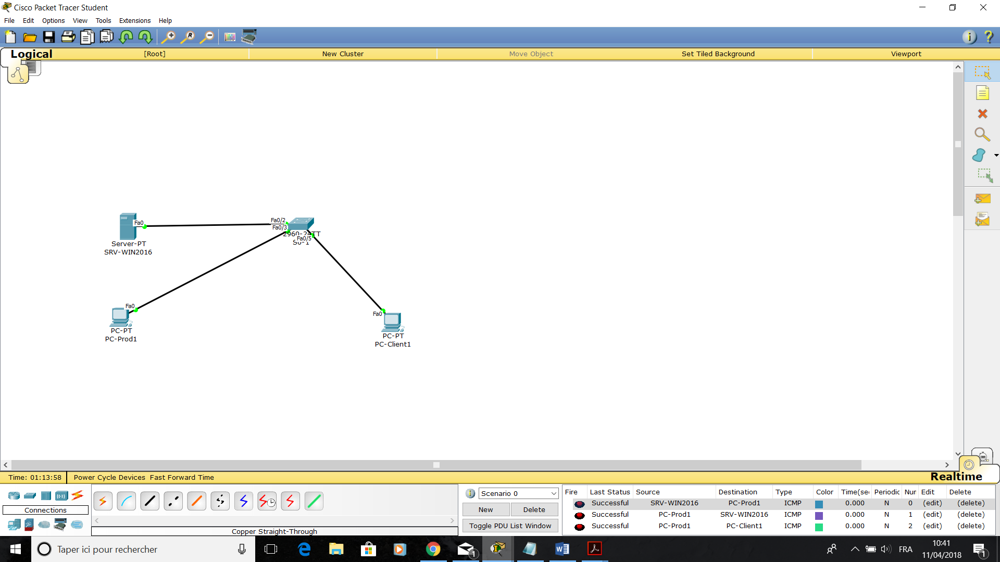 Cisco Packet Tracer Student
File Edit Options View Tools Extensions Help
Logical [Root] New Cluster Move Object Set Tiled Background Viewport
Fa0
Fa0/2
Fa0/3
2960-24TT
Fa0/5
Server-PT
SRV-WIN2016
Fa0
PC-PT
PC-Prod1
Fa0
PC-PT
PC-Client1
Time: 01:13:58 Power Cycle Devices Fast Forward Time Realtime
Connections
Copper Straight-Through
Scenario 0
New Delete
Toggle PDU List Window
Fire Last Status Source Destination Type Color Time(sec Periodic Num Edit Delete
Successful SRV-WIN2016 PC-Prod1 ICMP 0.000 N 0 (edit) (delete)
Successful PC-Prod1 SRV-WIN2016 ICMP 0.000 N 1 (edit) (delete)
Successful PC-Prod1 PC-Client1 ICMP 0.000 N 2 (edit) (delete)
Taper ici pour rechercher
1
FRA
10:41
11/04/2018
1